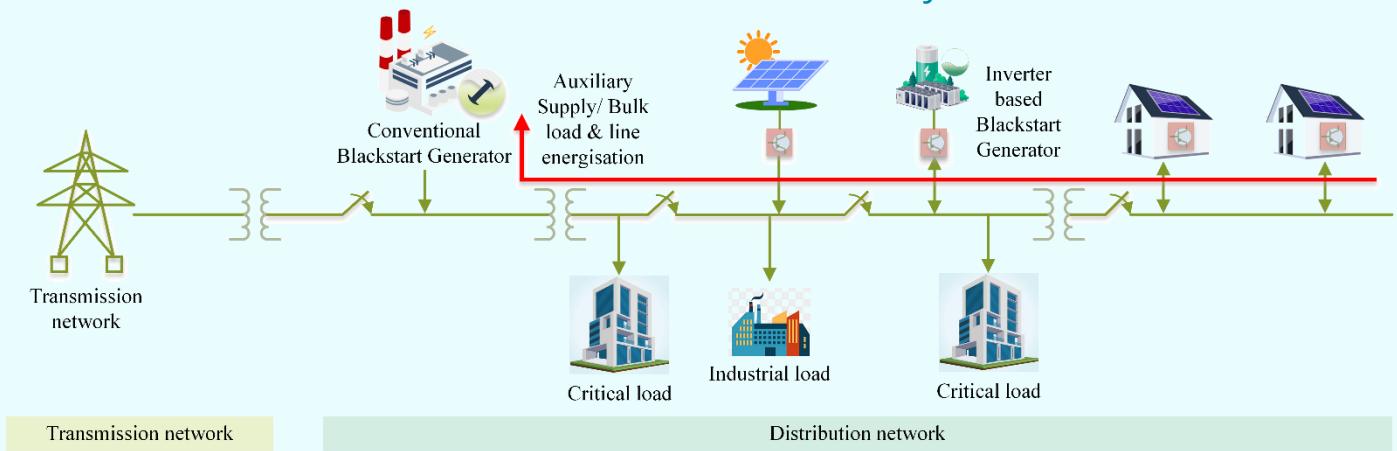 Conventional
Blackstart Generator
Auxiliary
Supply/ Bulk
load & line
energisation
Inverter
based
Blackstart
Generator
Transmission
network
Critical load
Industrial load
Critical load
Transmission network
Distribution network